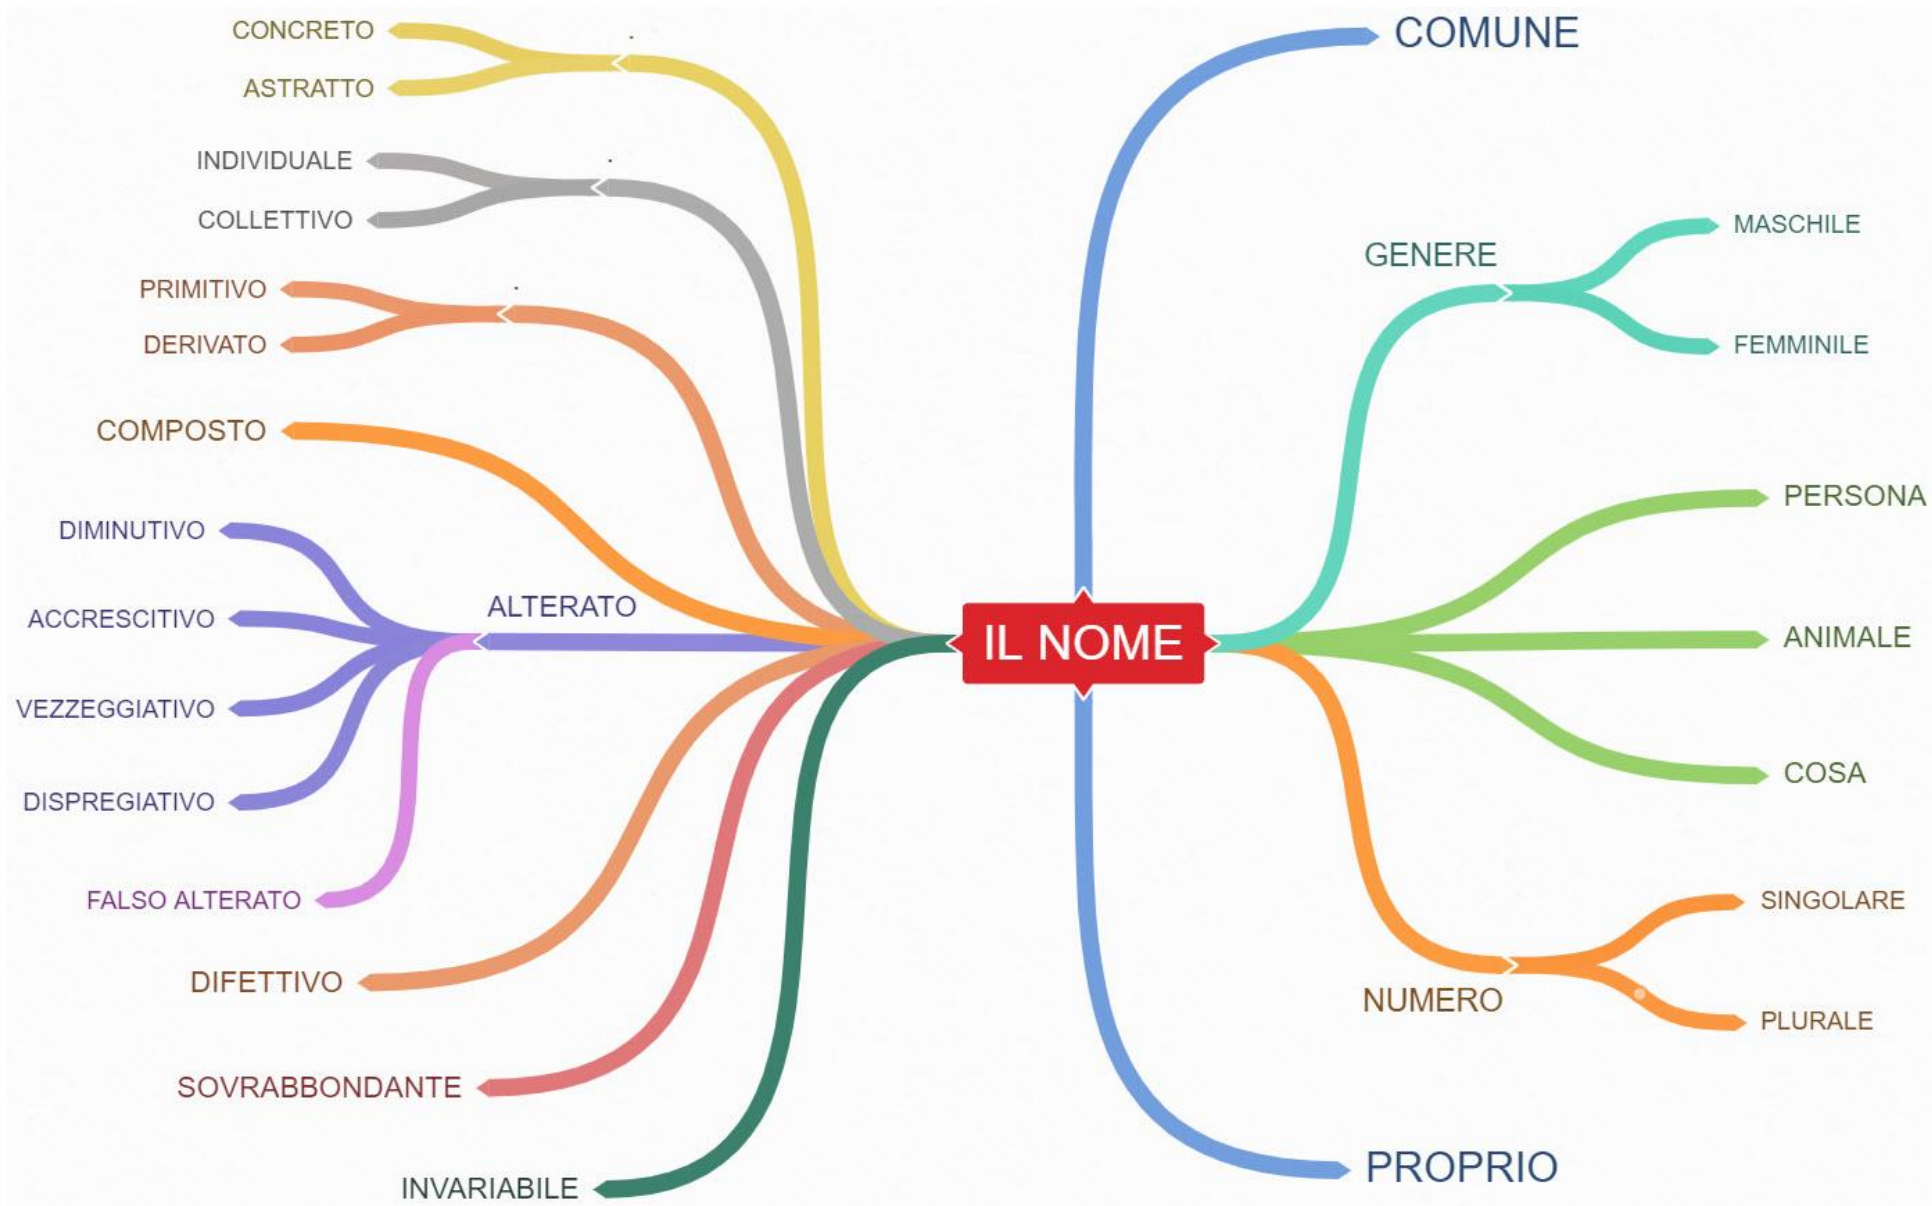 CONCRETO
ASTRATTO
INDIVIDUALE
COLLETTIVO
PRIMITIVO
DERIVATO
COMPOSTO
DIMINUTIVO
ACCRESCITIVO
VEZZEGGIATIVO
DISPREGIATIVO
ALTERATO
FALSO ALTERATO
DIFETTIVO
SOVRABBONDANTE
INVARIABILE
IL NOME
COMUNE
GENERE
MASCHILE
FEMMINILE
PERSONA
ANIMALE
COSA
NUMERO
SINGOLARE
PLURALE
PROPRIO